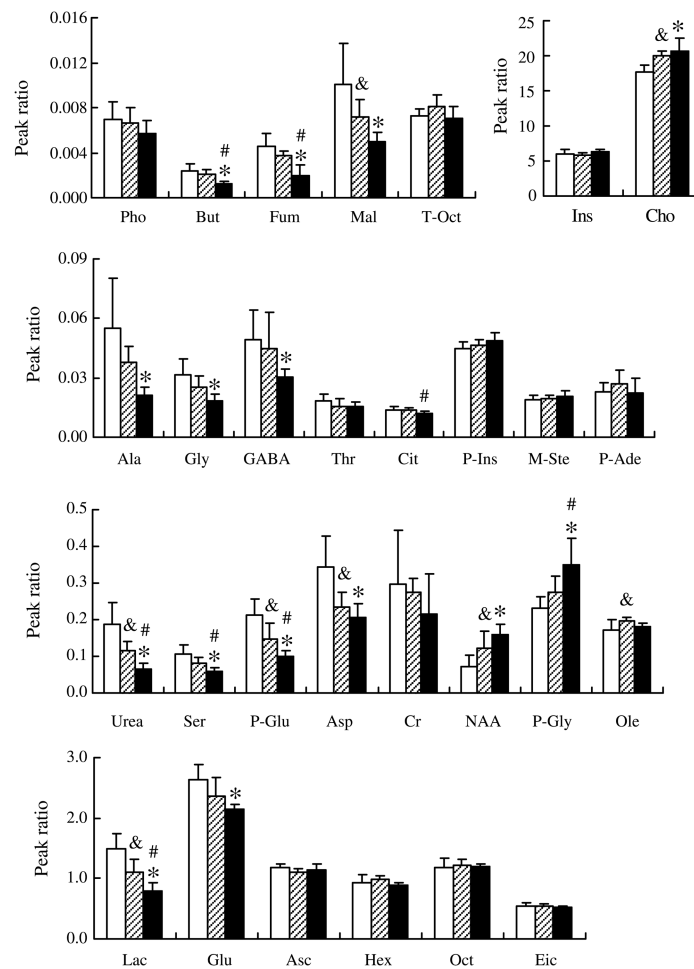 0.016
0.012
0.008
0.004
0.000
Peak ratio
&
# *
# *
*
Pho But Fum Mal T-Oct
25
20
15
10
5
0
Peak ratio
& *
Ins Cho
0.09
0.06
0.03
0.00
Peak ratio
* * * #
Ala Gly GABA Thr Cit P-Ins M-Ste P-Ade
0.5
0.4
0.3
0.2
0.1
0.0
Peak ratio
& # *
# *
& # *
& *
& *
# *
&
Urea Ser P-Glu Asp Cr NAA P-Gly Ole
3.0
2.0
1.0
0.0
Peak ratio
& # *
*
Lac Glu Asc Hex Oct Eic